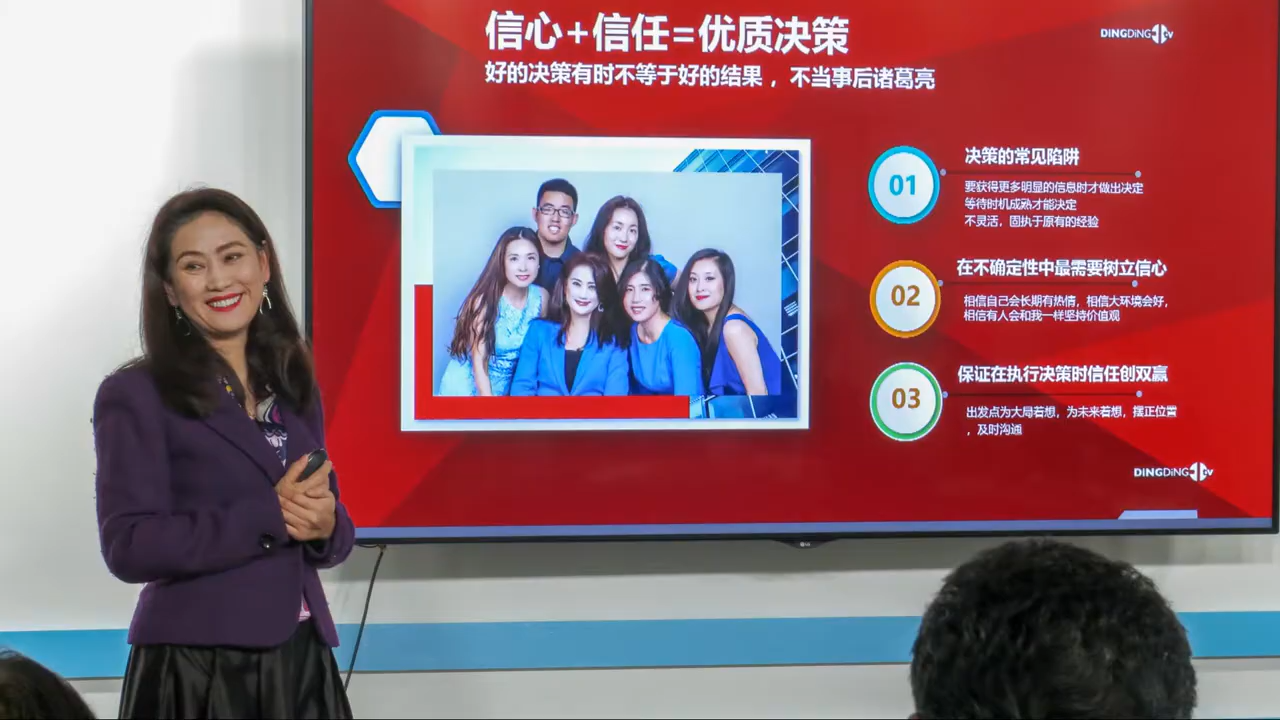 信心+信任=优质决策
好的决策有时不等于好的结果，不当事后诸葛亮
DINGDING TV
01
决策的常见陷阱
要获得更多明显的信息时才做出决定
等待时机成熟才能决定
不灵活，固执于原有的经验
02
在不确定性中最需要树立信心
相信自己会长期有热情，相信大环境会好，
相信有人会和我一样坚持价值观
03
保证在执行决策时信任创双赢
出发点为大局着想，为未来着想，摆正位置
，及时沟通
DINGDING TV
LG